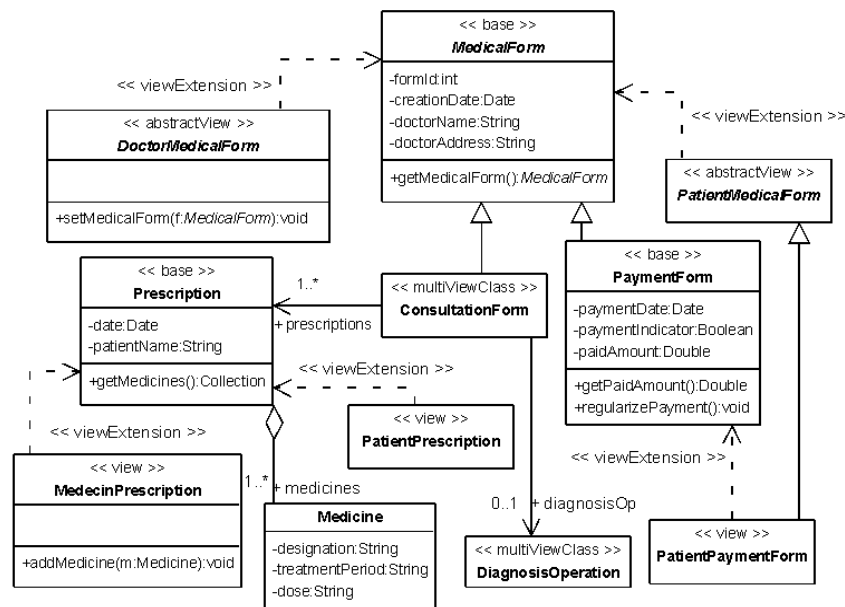 << base >>
MedicalForm
-formId:int
-creationDate:Date
-doctorName:String
-doctorAddress:String
+getMedicalForm():MedicalForm
<< viewExtension >>
<< abstractView >>
DoctorMedicalForm
+setMedicalForm(f:MedicalForm):void
<< viewExtension >>
<< abstractView >>
PatientMedicalForm
<< base >>
Prescription
-date:Date
-patientName:String
+getMedicines():Collection
1..*
+ prescriptions
<< multiViewClass >>
ConsultationForm
<< base >>
PaymentForm
-paymentDate:Date
-paymentIndicator:Boolean
-paidAmount:Double
+getPaidAmount():Double
+regularizePayment():void
<< viewExtension >>
<< view >>
PatientPrescription
<< viewExtension >>
<< view >>
MedecinPrescription
+addMedicine(m:Medicine):void
1..*
+ medicines
Medicine
-designation:String
-treatmentPeriod:String
-dose:String
0..1
+ diagnosisOp
<< multiViewClass >>
DiagnosisOperation
<< viewExtension >>
<< view >>
PatientPaymentForm